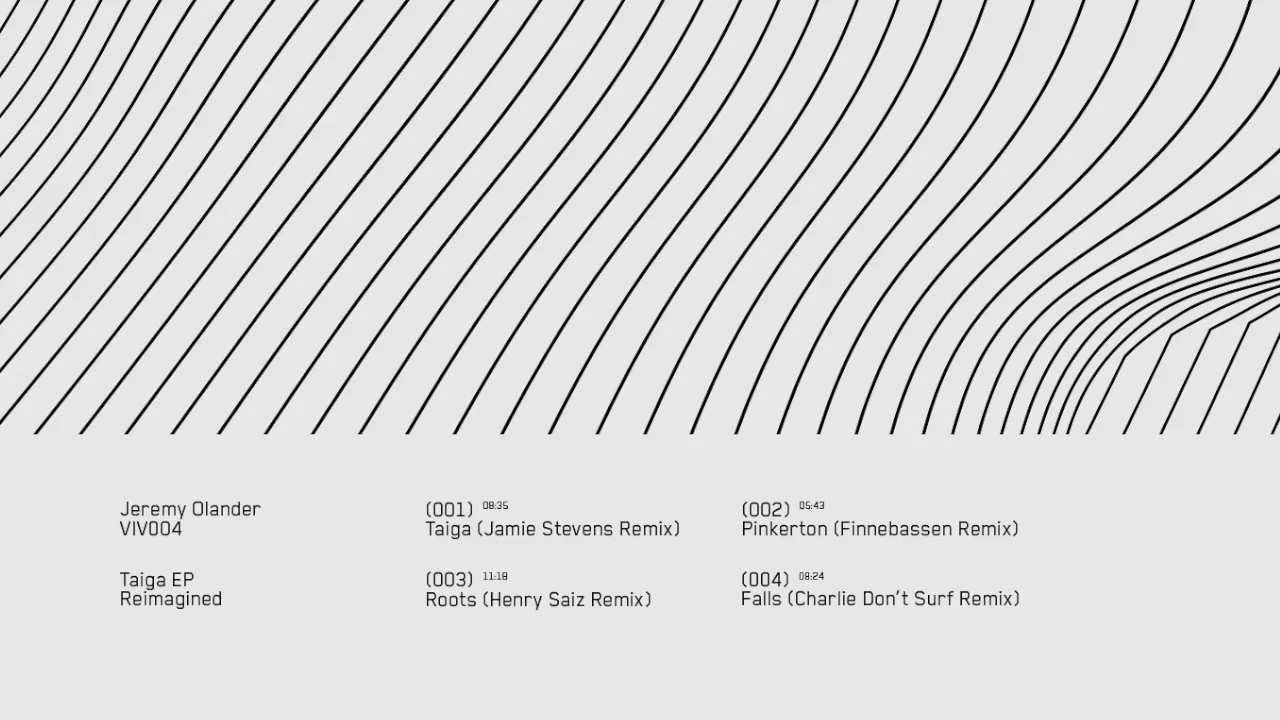 Jeremy Olander
VIV004
Taiga EP
Reimagined
(001) 08:35
Taiga (Jamie Stevens Remix)
(002) 05:43
Pinkerton (Finnebassen Remix)
(003) 11:18
Roots (Henry Saiz Remix)
(004) 08:24
Falls (Charlie Don't Surf Remix)